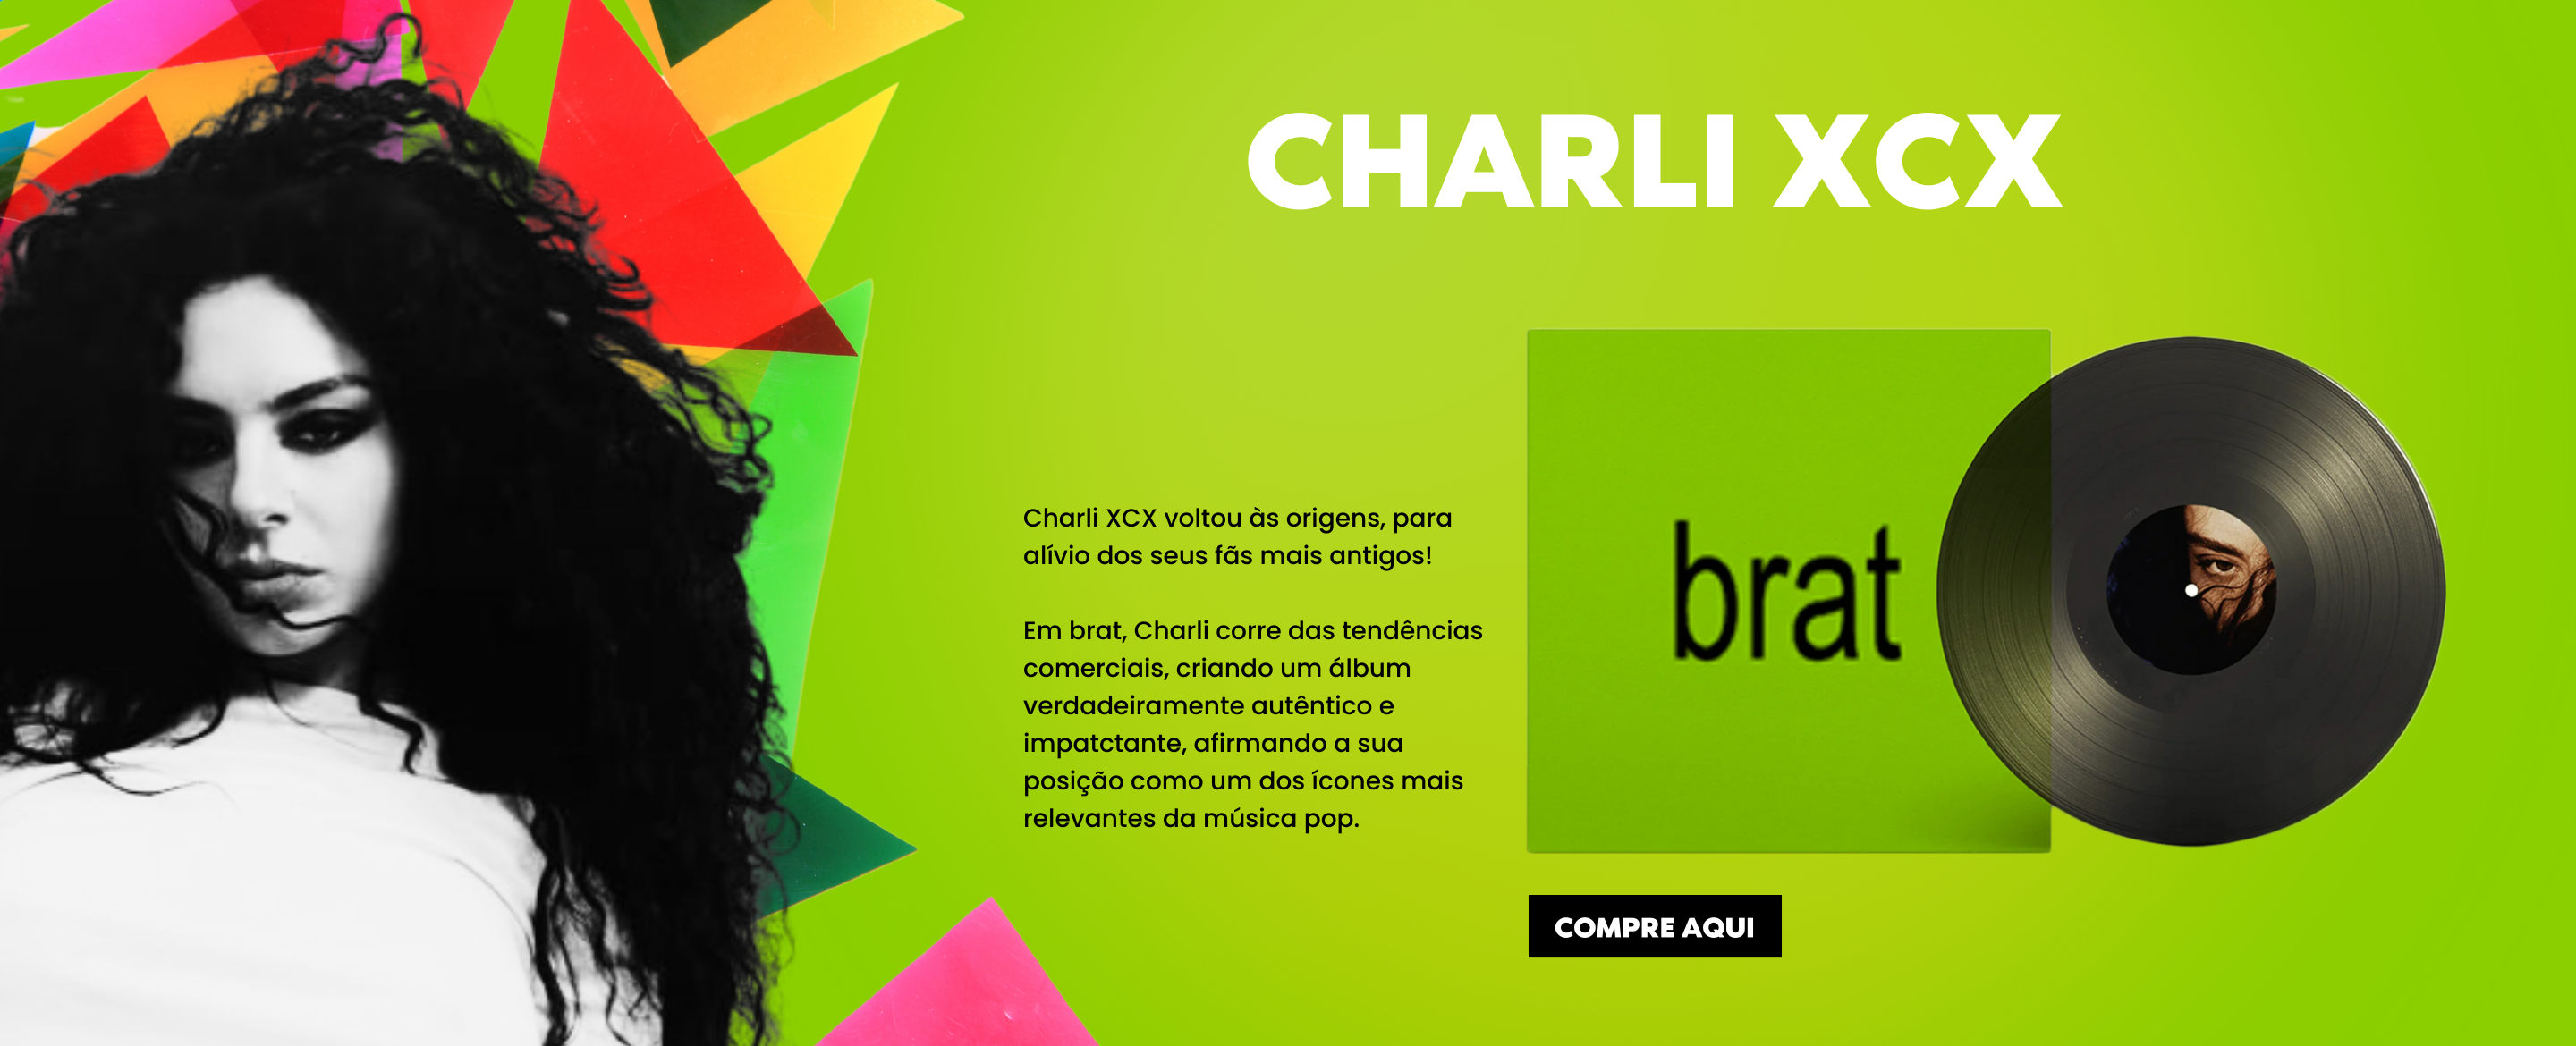 CHARLI XCX
Charli XCX voltou às origens, para
alívio dos seus fãs mais antigos!
Em brat, Charli corre das tendências
comerciais, criando um álbum
verdadeiramente autêntico e
impatctante, afirmando a sua
posição como um dos ícones mais
relevantes da música pop.
brat
COMPRE AQUI